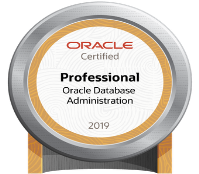 ORACLE
Certified
Professional
Oracle Database
Administration
2019